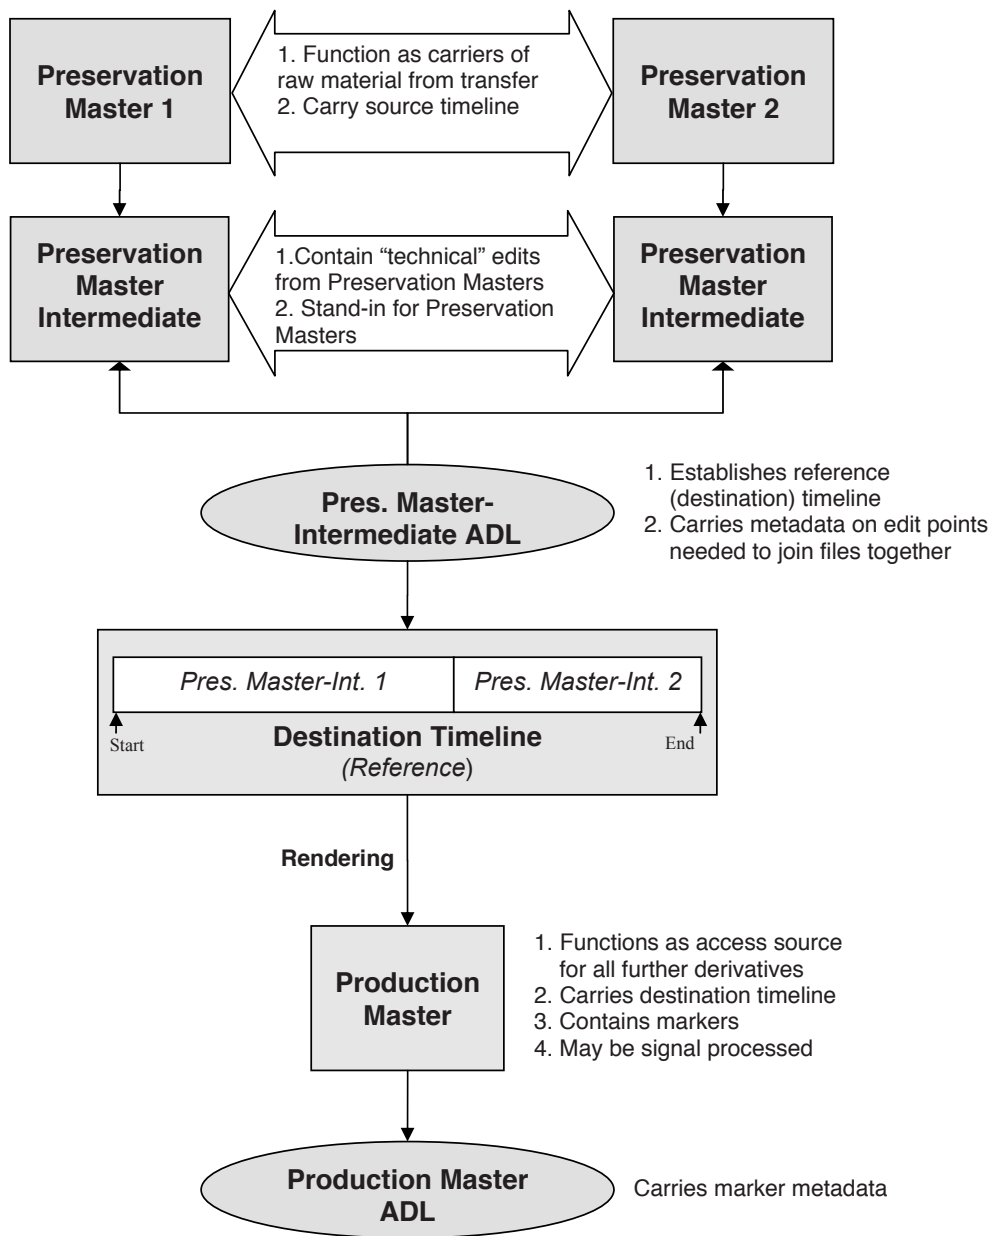 Preservation
Master 1
1. Function as carriers of
raw material from transfer
2. Carry source timeline
Preservation
Master 2
Preservation
Master
Intermediate
1.Contain “technical” edits
from Preservation Masters
2. Stand-in for Preservation
Masters
Preservation
Master
Intermediate
Pres. Master-
Intermediate ADL
1. Establishes reference
(destination) timeline
2. Carries metadata on edit points
needed to join files together
Pres. Master-Int. 1
Pres. Master-Int. 2
Start
Destination Timeline
(Reference)
End
Rendering
Production
Master
1. Functions as access source
for all further derivatives
2. Carries destination timeline
3. Contains markers
4. May be signal processed
Production Master
ADL
Carries marker metadata